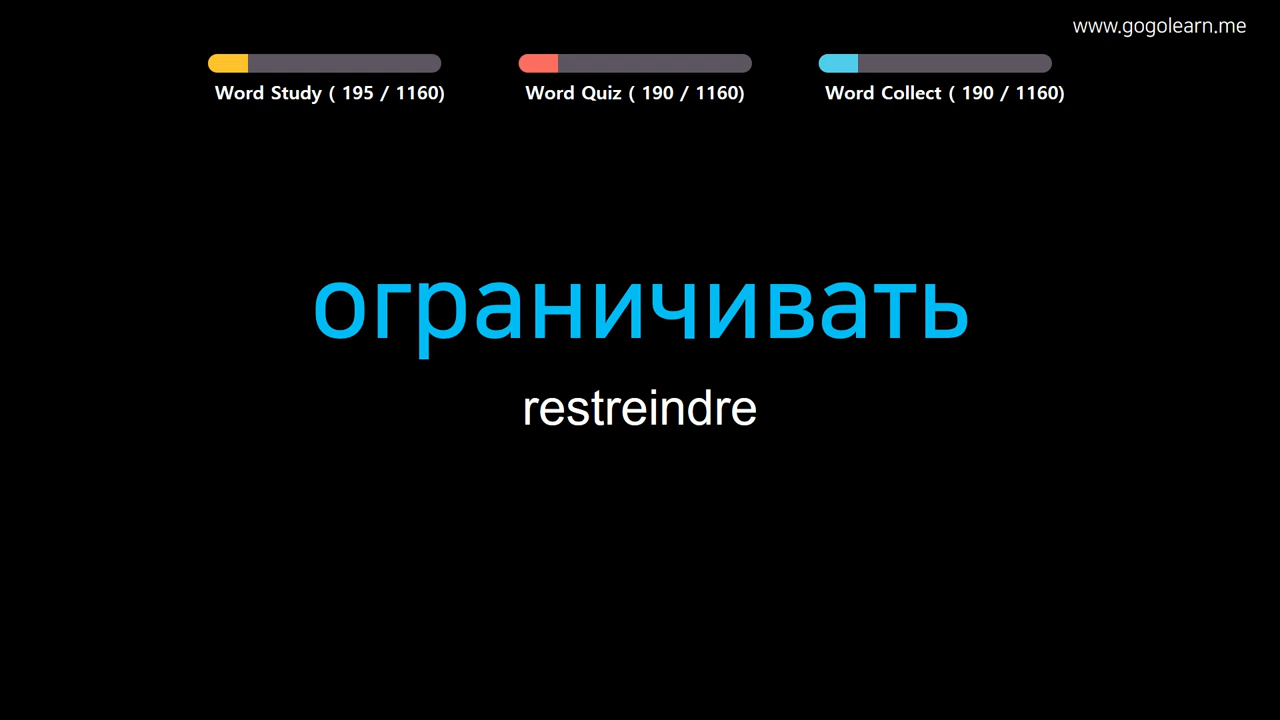 www.gogolearn.me
Word Study ( 195 / 1160)
Word Quiz ( 190 / 1160)
Word Collect ( 190 / 1160)
ограничивать
restreindre